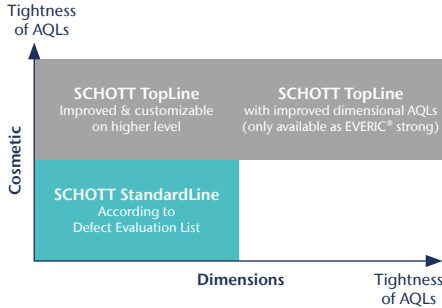 Tightness
of AQLs
SCHOTT TopLine
Improved & customizable
on higher level
SCHOTT TopLine
with improved dimensional AQLs
(only available as EVERIC® strong)
Cosmetic
SCHOTT StandardLine
According to
Defect Evaluation List
Dimensions
Tightness
of AQLs